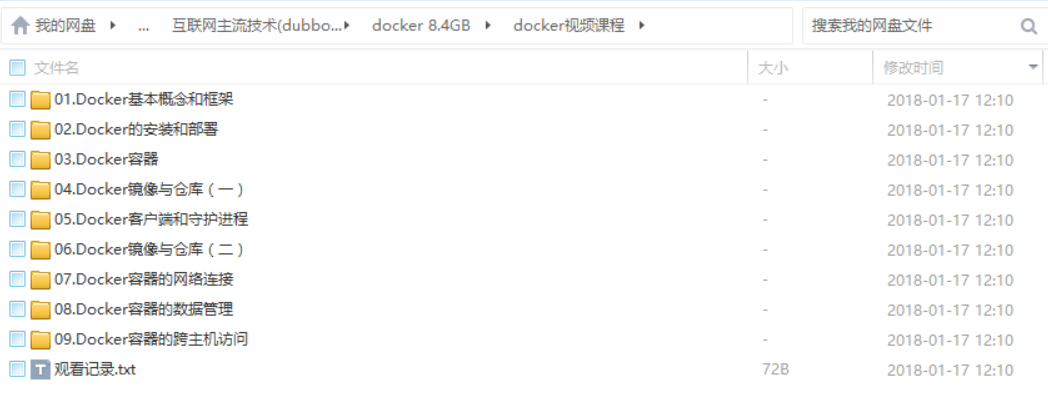 我的网盘 ... 互联网主流技术(dubbo... docker 8.4GB docker视频课程 搜索我的网盘文件
文件名 大小 修改时间
01.Docker基本概念和框架 - 2018-01-17 12:10
02.Docker的安装和部署 - 2018-01-17 12:10
03.Docker容器 - 2018-01-17 12:10
04.Docker镜像与仓库（一） - 2018-01-17 12:10
05.Docker客户端和守护进程 - 2018-01-17 12:10
06.Docker镜像与仓库（二） - 2018-01-17 12:10
07.Docker容器的网络连接 - 2018-01-17 12:10
08.Docker容器的数据管理 - 2018-01-17 12:10
09.Docker容器的跨主机访问 - 2018-01-17 12:10
T 观看记录.txt 72B 2018-01-17 12:10